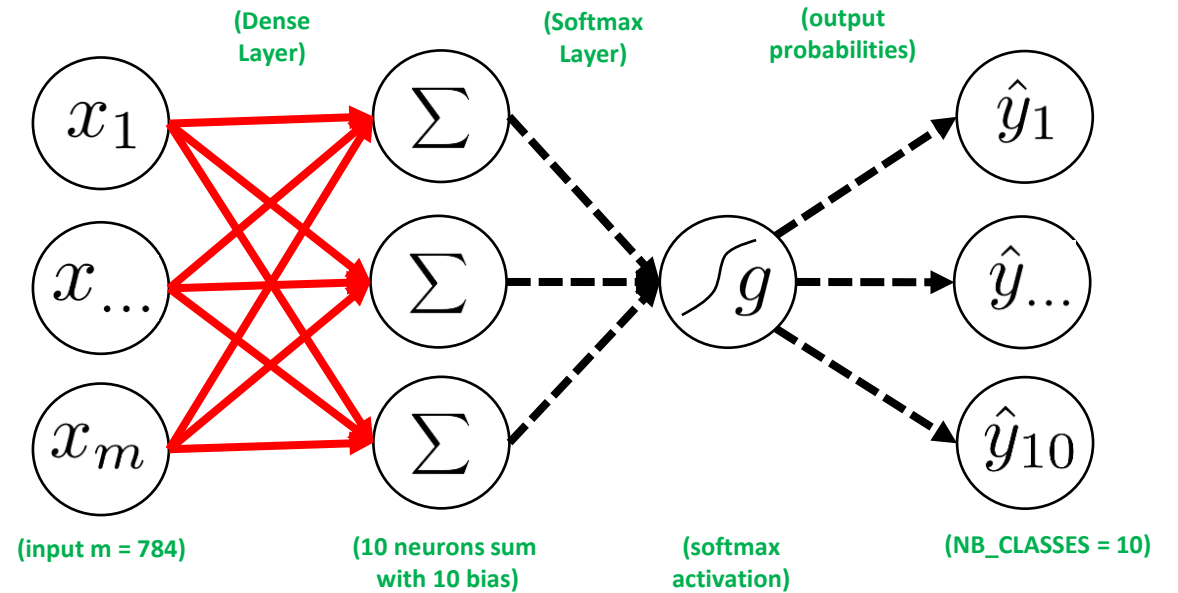 (Dense
Layer)
(Softmax
Layer)
(output
probabilities)
x₁
Σ
ŷ₁
x...
Σ
g
ŷ...
xₘ
Σ
ŷ₁₀
(input m = 784)
(10 neurons sum
with 10 bias)
(softmax
activation)
(NB_CLASSES = 10)